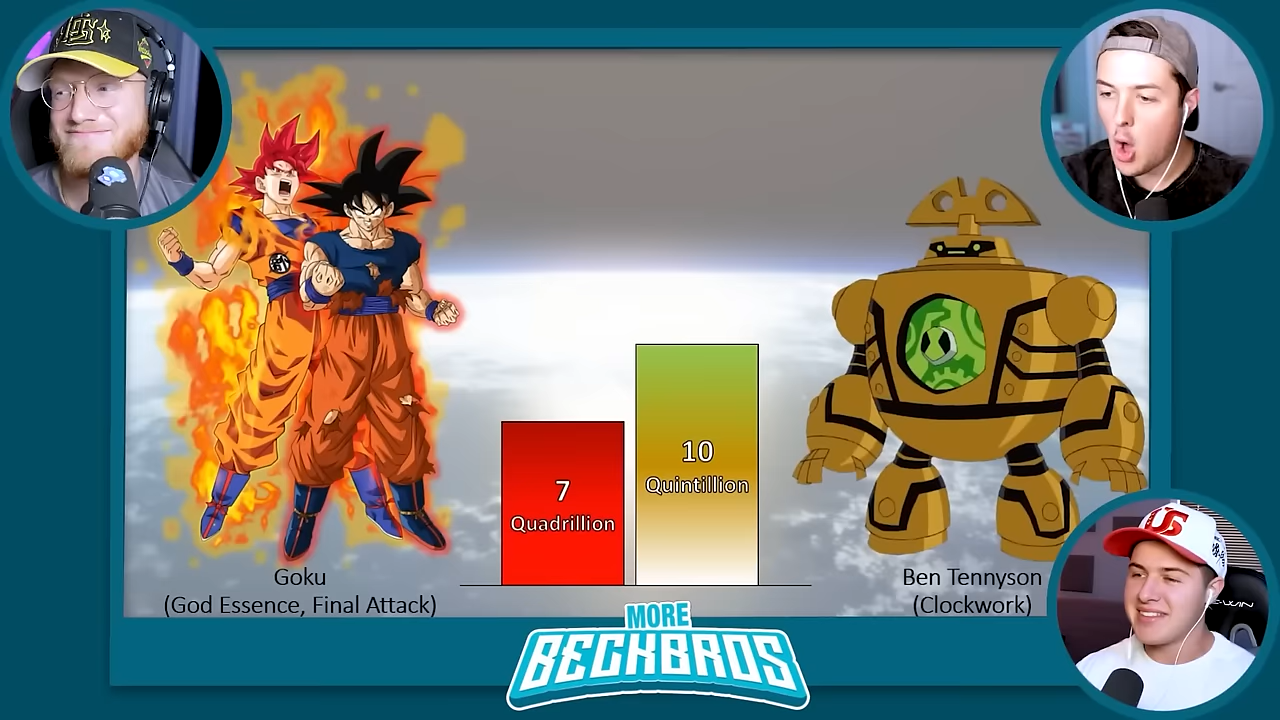 7
Quadrillion
10
Quintillion
Goku
(God Essence, Final Attack)
Ben Tennyson
(Clockwork)
MORE
BECKBROS